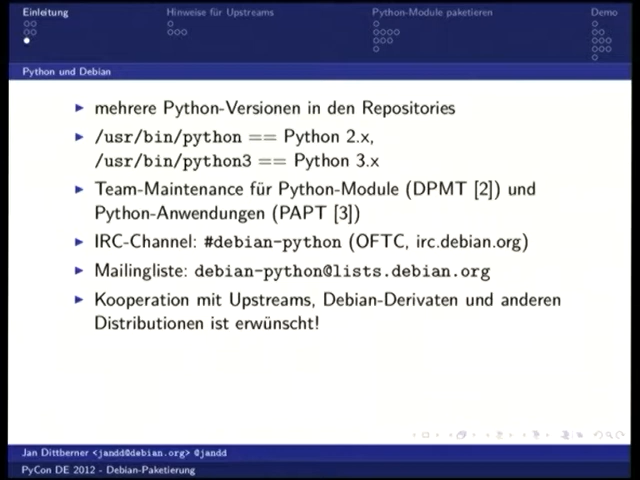 Einleitung
Hinweise für Upstreams
Python-Module paketieren
Demo
Python und Debian
mehrere Python-Versionen in den Repositories
/usr/bin/python == Python 2.x,
/usr/bin/python3 == Python 3.x
Team-Maintenance für Python-Module (DPMT [2]) und
Python-Anwendungen (PAPT [3])
IRC-Channel: #debian-python (OFTC, irc.debian.org)
Mailingliste: debian-python@lists.debian.org
Kooperation mit Upstreams, Debian-Derivaten und anderen
Distributionen ist erwünscht!
Jan Dittberner <jandd@debian.org> @jandd
PyCon DE 2012 - Debian-Paketierung